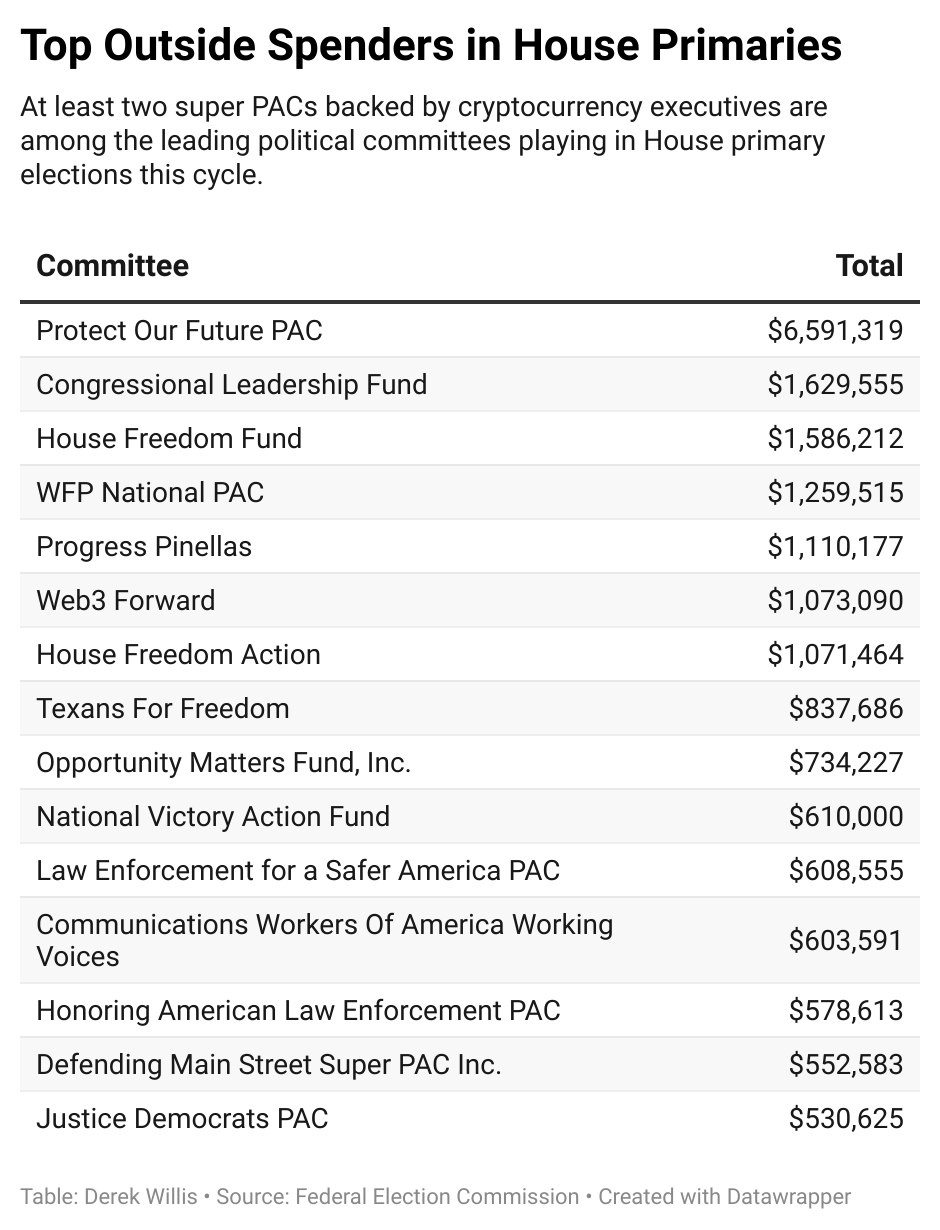 Top Outside Spenders in House Primaries
At least two super PACs backed by cryptocurrency executives are
among the leading political committees playing in House primary
elections this cycle.
Committee Total
Protect Our Future PAC $6,591,319
Congressional Leadership Fund $1,629,555
House Freedom Fund $1,586,212
WFP National PAC $1,259,515
Progress Pinellas $1,110,177
Web3 Forward $1,073,090
House Freedom Action $1,071,464
Texans For Freedom $837,686
Opportunity Matters Fund, Inc. $734,227
National Victory Action Fund $610,000
Law Enforcement for a Safer America PAC $608,555
Communications Workers Of America Working
Voices $603,591
Honoring American Law Enforcement PAC $578,613
Defending Main Street Super PAC Inc. $552,583
Justice Democrats PAC $530,625
Table: Derek Willis • Source: Federal Election Commission • Created with Datawrapper